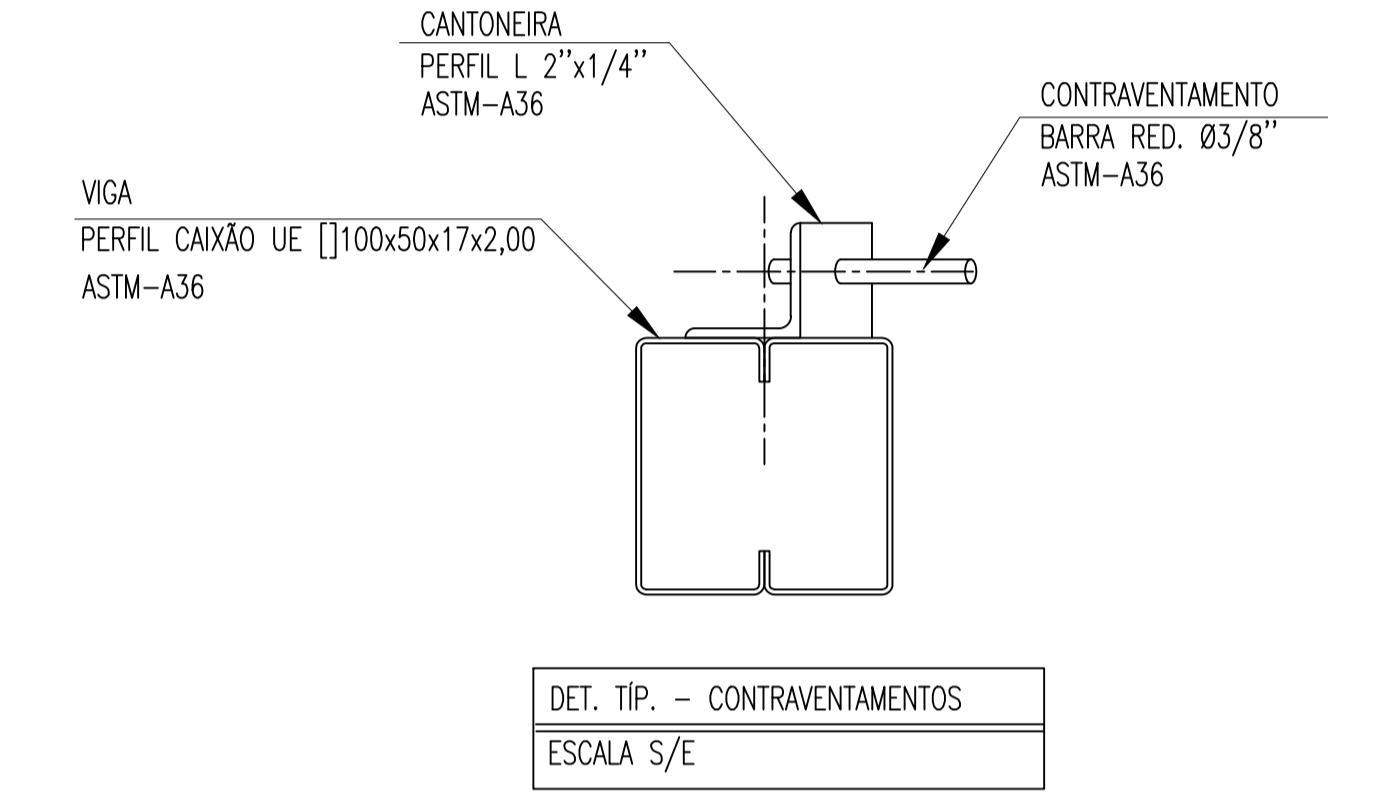 CANTONEIRA
PERFIL L 2”x1/4”
ASTM-A36
CONTRAVENTAMENTO
BARRA RED. Ø3/8”
ASTM-A36
VIGA
PERFIL CAIXÃO UE []100x50x17x2,00
ASTM-A36
DET. TÍP. - CONTRAVENTAMENTOS
ESCALA S/E